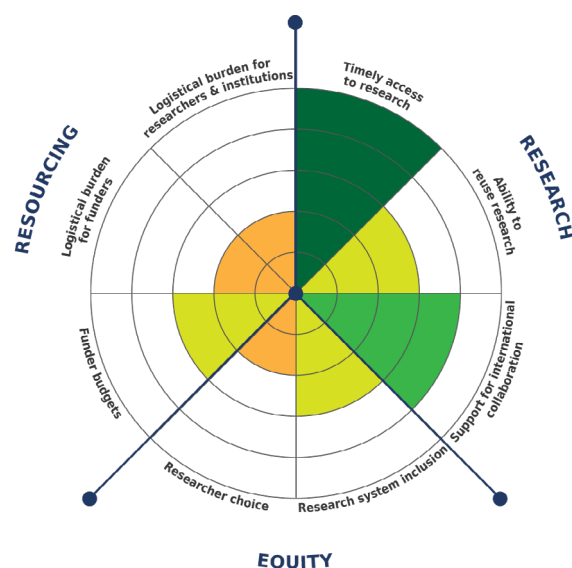 Logistical burden for
researchers & institutions
Timely access
to research
RESOURCING
RESEARCH
Logistical burden
for funders
Ability to
reuse research
Funder budgets
Support for international
collaboration
Researcher choice
Research system inclusion
EQUITY